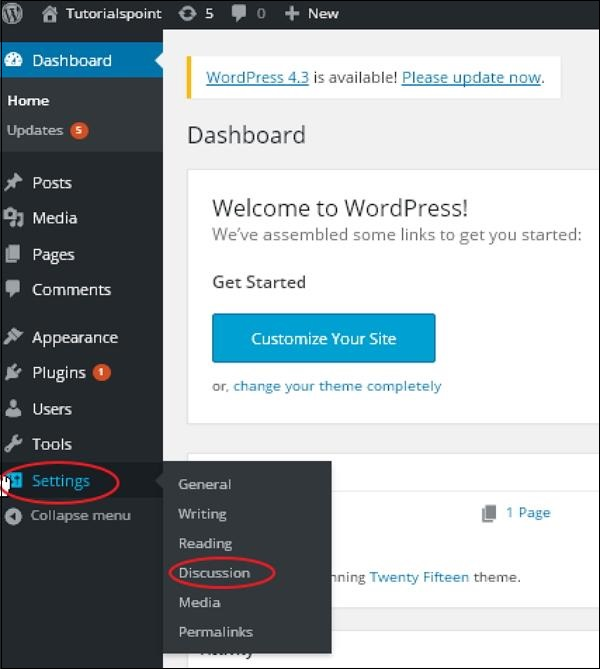 Tutorialspoint 5 0 New
Dashboard
Home
Updates 5
Posts
Media
Pages
Comments
Appearance
Plugins 1
Users
Tools
Settings
Collapse menu
General
Writing
Reading
Discussion
Media
Permalinks
WordPress 4.3 is available! Please update now.
Dashboard
Welcome to WordPress!
We've assembled some links to get you started:
Get Started
Customize Your Site
or, change your theme completely
1 Page
nning Twenty Fifteen theme.